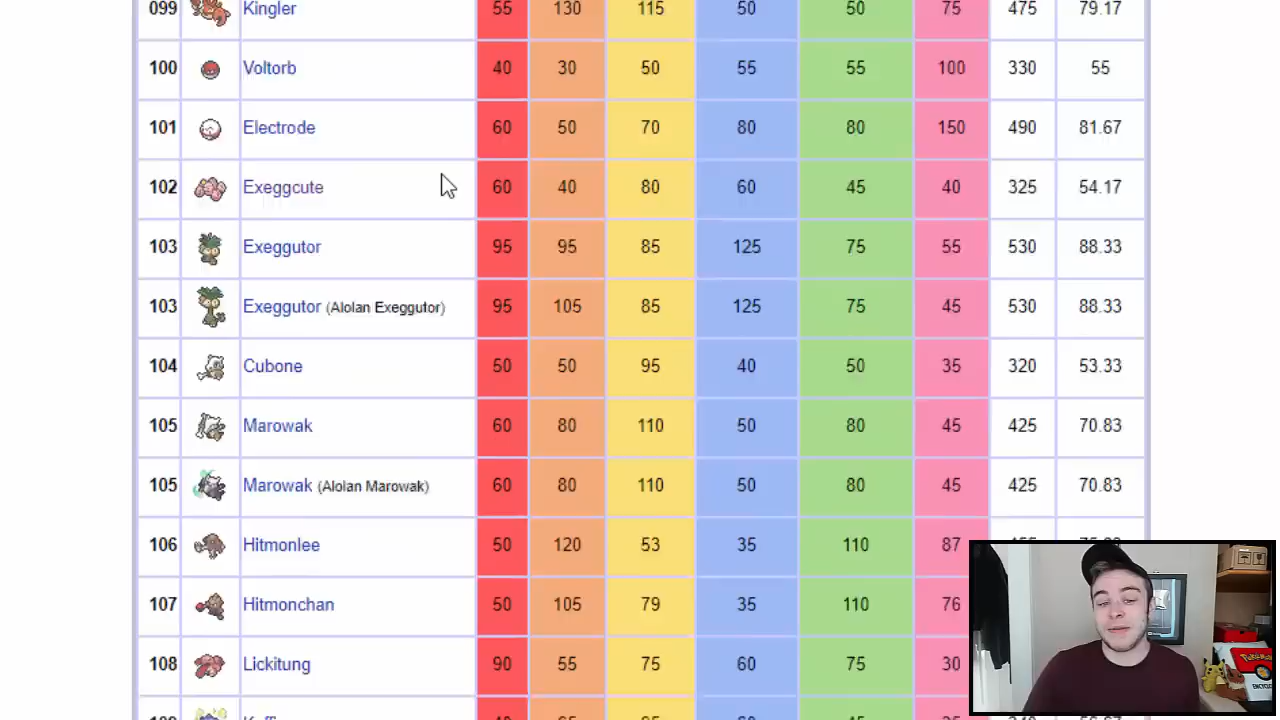 099 Kingler 55 130 115 50 50 75 475 79.17
100 Voltorb 40 30 50 55 55 100 330 55
101 Electrode 60 50 70 80 80 150 490 81.67
102 Exeggcute 60 40 80 60 45 40 325 54.17
103 Exeggutor 95 95 85 125 75 55 530 88.33
103 Exeggutor (Alolan Exeggutor) 95 105 85 125 75 45 530 88.33
104 Cubone 50 50 95 40 50 35 320 53.33
105 Marowak 60 80 110 50 80 45 425 70.83
105 Marowak (Alolan Marowak) 60 80 110 50 80 45 425 70.83
106 Hitmonlee 50 120 53 35 110 87
107 Hitmonchan 50 105 79 35 110 76
108 Lickitung 90 55 75 60 75 30